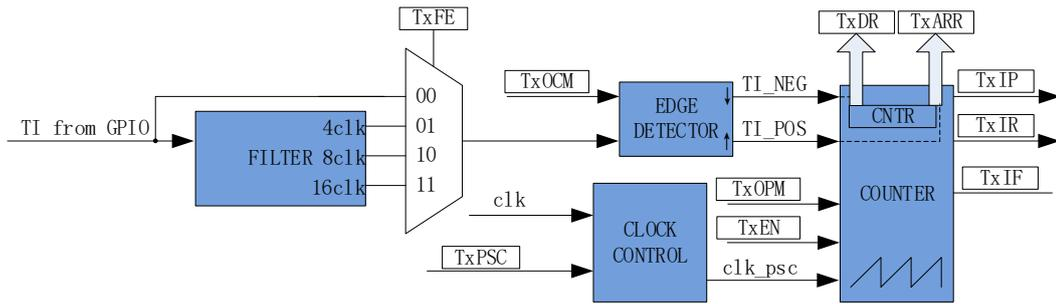 TxFE
TxDR
TxARR
TI from GPIO
FILTER
4clk
8clk
16clk
00
01
10
11
TxOCM
EDGE
DETECTOR
↓
↑
TI_NEG
TI_POS
CNTR
COUNTER
TxIP
TxIR
TxIF
clk
TxPSC
CLOCK
CONTROL
TxOPM
TxEN
clk_psc